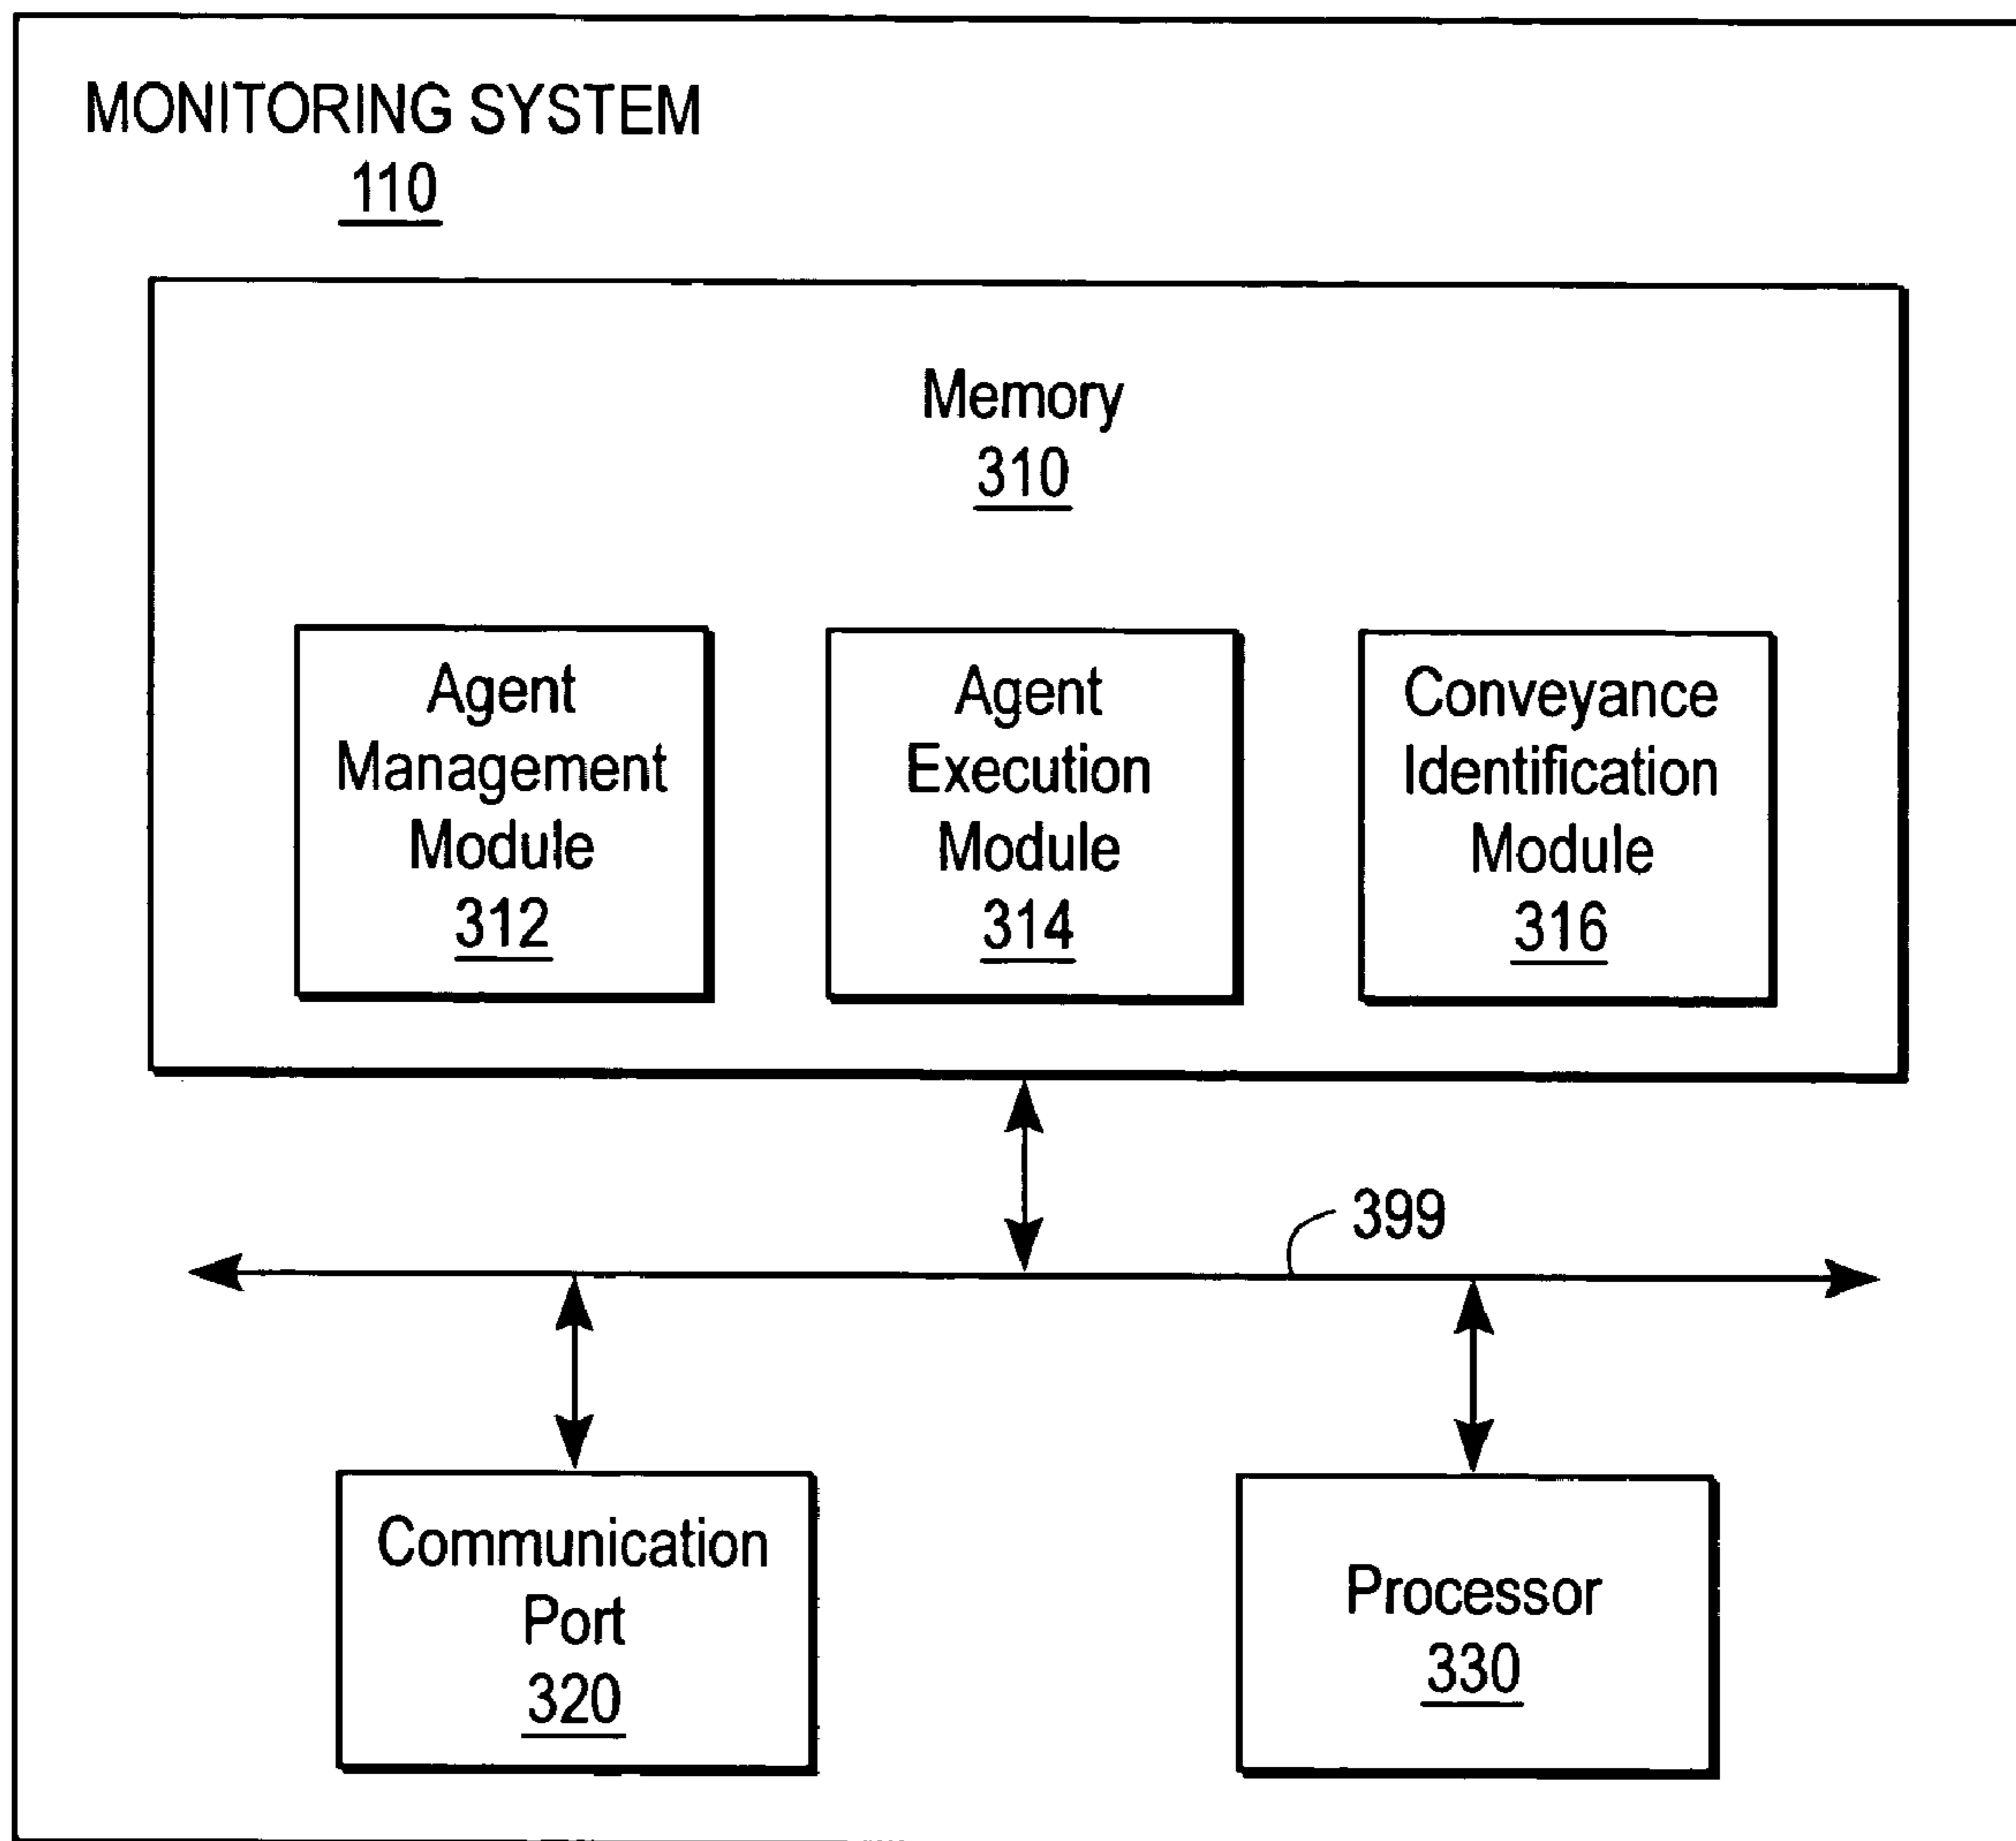 MONITORING SYSTEM
110
Memory
310
Agent
Management
Module
312
Agent
Execution
Module
314
Conveyance
Identification
Module
316
399
Communication
Port
320
Processor
330